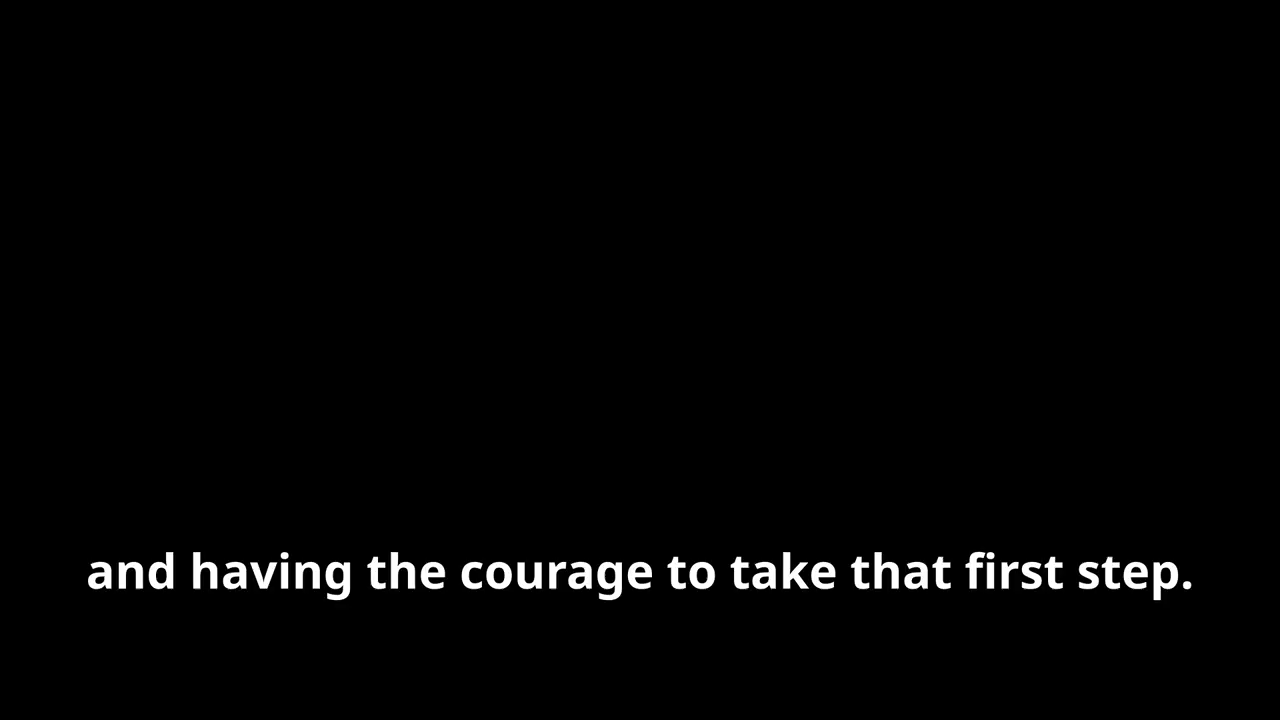 and having the courage to take that first step.